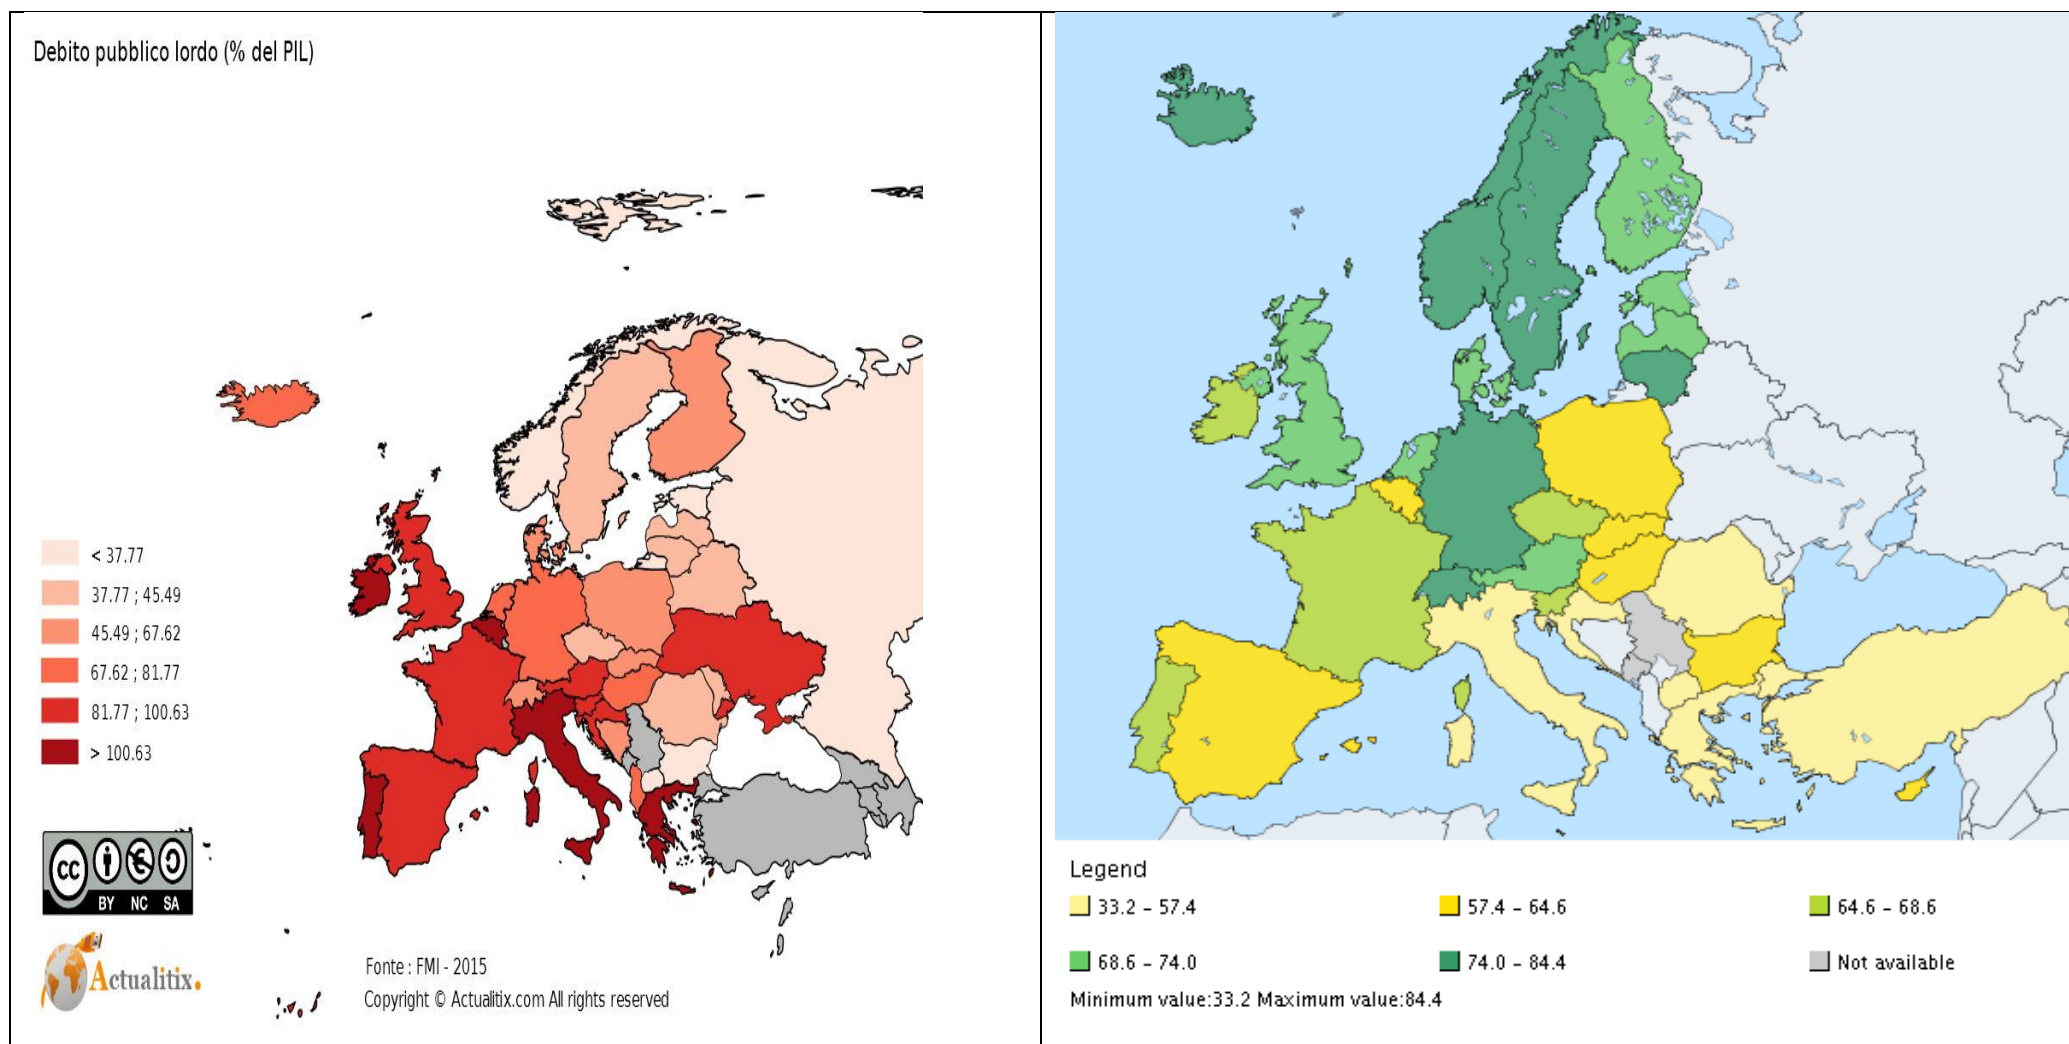 Debito pubblico lordo (% del PIL)
< 37.77
37.77 ; 45.49
45.49 ; 67.62
67.62 ; 81.77
81.77 ; 100.63
> 100.63
cc
BY NC SA
Actualitix.
Fonte : FMI - 2015
Copyright © Actualitix.com All rights reserved
Legend
33.2 - 57.4
57.4 - 64.6
64.6 - 68.6
68.6 - 74.0
74.0 - 84.4
Not available
Minimum value:33.2 Maximum value:84.4